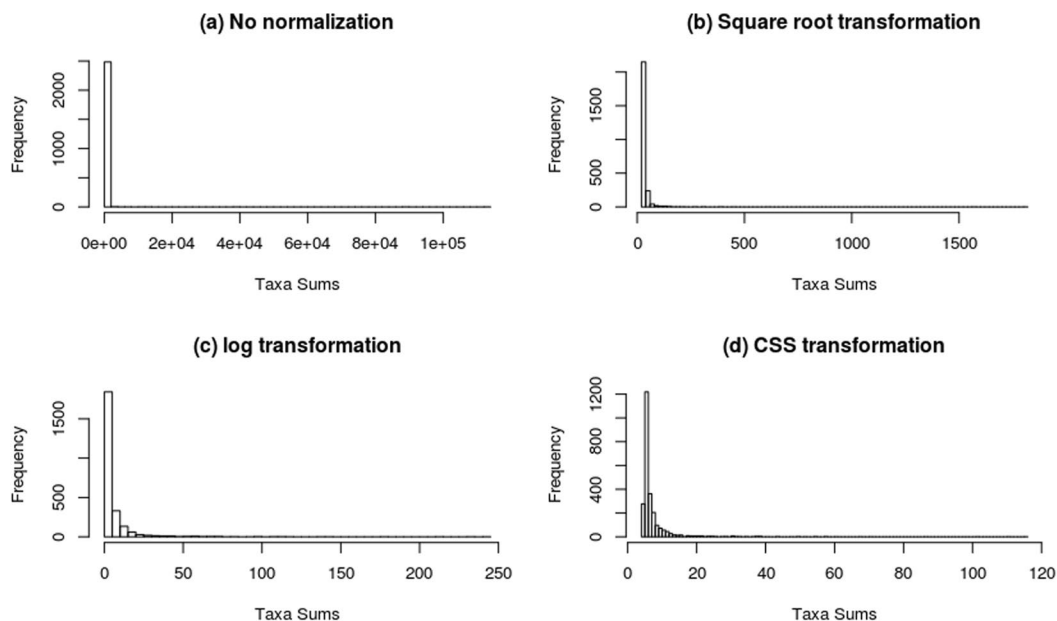 (a) No normalization
Frequency
0 1000 2000
0e+00 2e+04 4e+04 6e+04 8e+04 1e+05
Taxa Sums
(b) Square root transformation
Frequency
0 500 1500
0 500 1000 1500
Taxa Sums
(c) log transformation
Frequency
0 500 1500
0 50 100 150 200 250
Taxa Sums
(d) CSS transformation
Frequency
0 400 800 1200
0 20 40 60 80 100 120
Taxa Sums